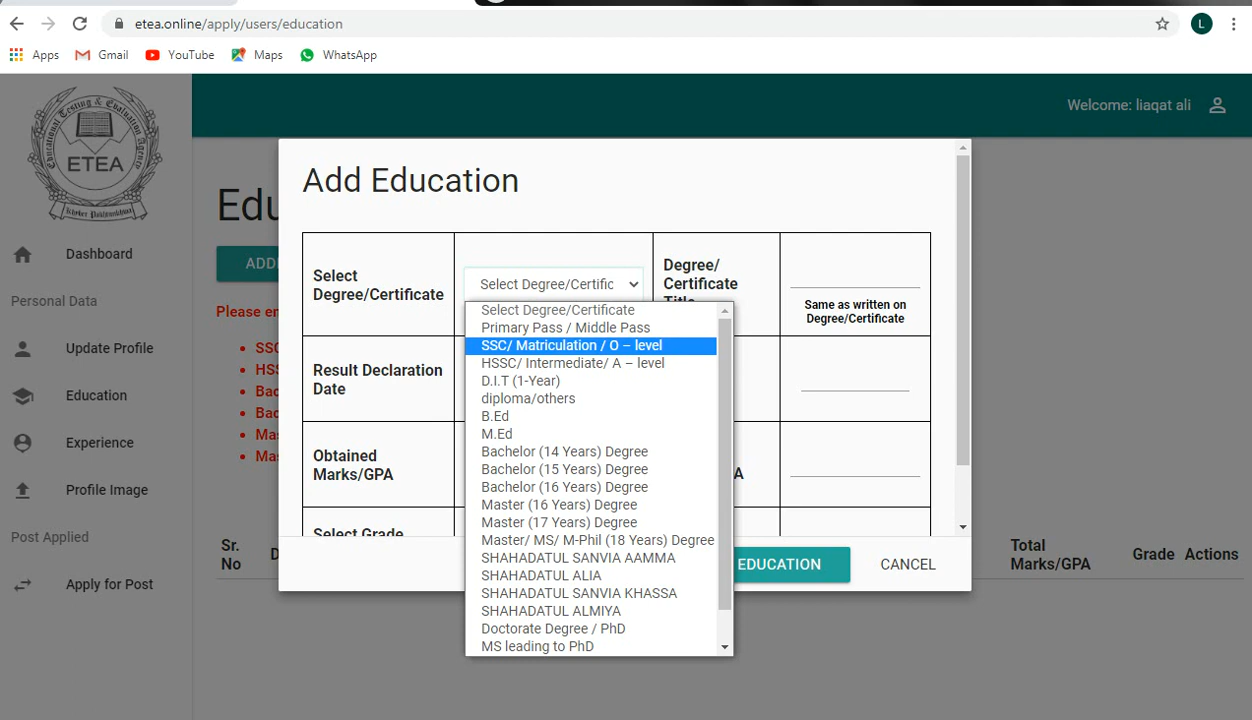 etea.online/apply/users/education
L
Apps Gmail YouTube Maps WhatsApp
Educational Testing & Evaluation Agency
ETEA
Khyber Pakhtunkhwa
Welcome: liaqat ali
Dashboard
Personal Data
Update Profile
Education
Experience
Profile Image
Post Applied
Apply for Post
Edu
ADD
Please en
SSC
HSS
Bac
Bac
Mas
Mas
Add Education
Select
Degree/Certificate
Select Degree/Certific
Degree/
Certificate
Title
Same as written on
Degree/Certificate
Result Declaration
Date
Obtained
Marks/GPA
A
Select Grade
Select Degree/Certificate
Primary Pass / Middle Pass
SSC/ Matriculation / O – level
HSSC/ Intermediate/ A – level
D.I.T (1-Year)
diploma/others
B.Ed
M.Ed
Bachelor (14 Years) Degree
Bachelor (15 Years) Degree
Bachelor (16 Years) Degree
Master (16 Years) Degree
Master (17 Years) Degree
Master/ MS/ M-Phil (18 Years) Degree
SHAHADATUL SANVIA AAMMA
SHAHADATUL ALIA
SHAHADATUL SANVIA KHASSA
SHAHADATUL ALMIYA
Doctorate Degree / PhD
MS leading to PhD
EDUCATION
CANCEL
Sr.
No
D
Total
Marks/GPA
Grade
Actions